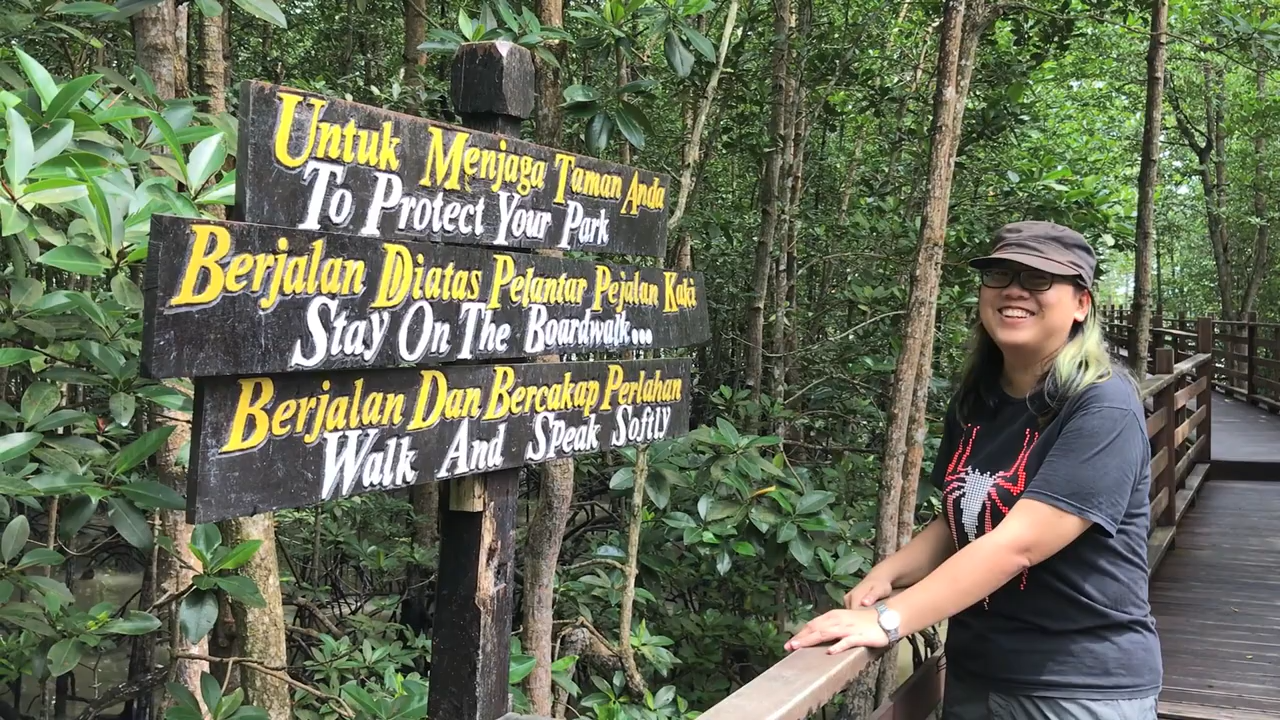 Untuk Menjaga Taman Anda
To Protect Your Park
Berjalan Diatas Pelantar Pejalan Kaki
Stay On The Boardwalk...
Berjalan Dan Bercakap Perlahan
Walk And Speak Softly